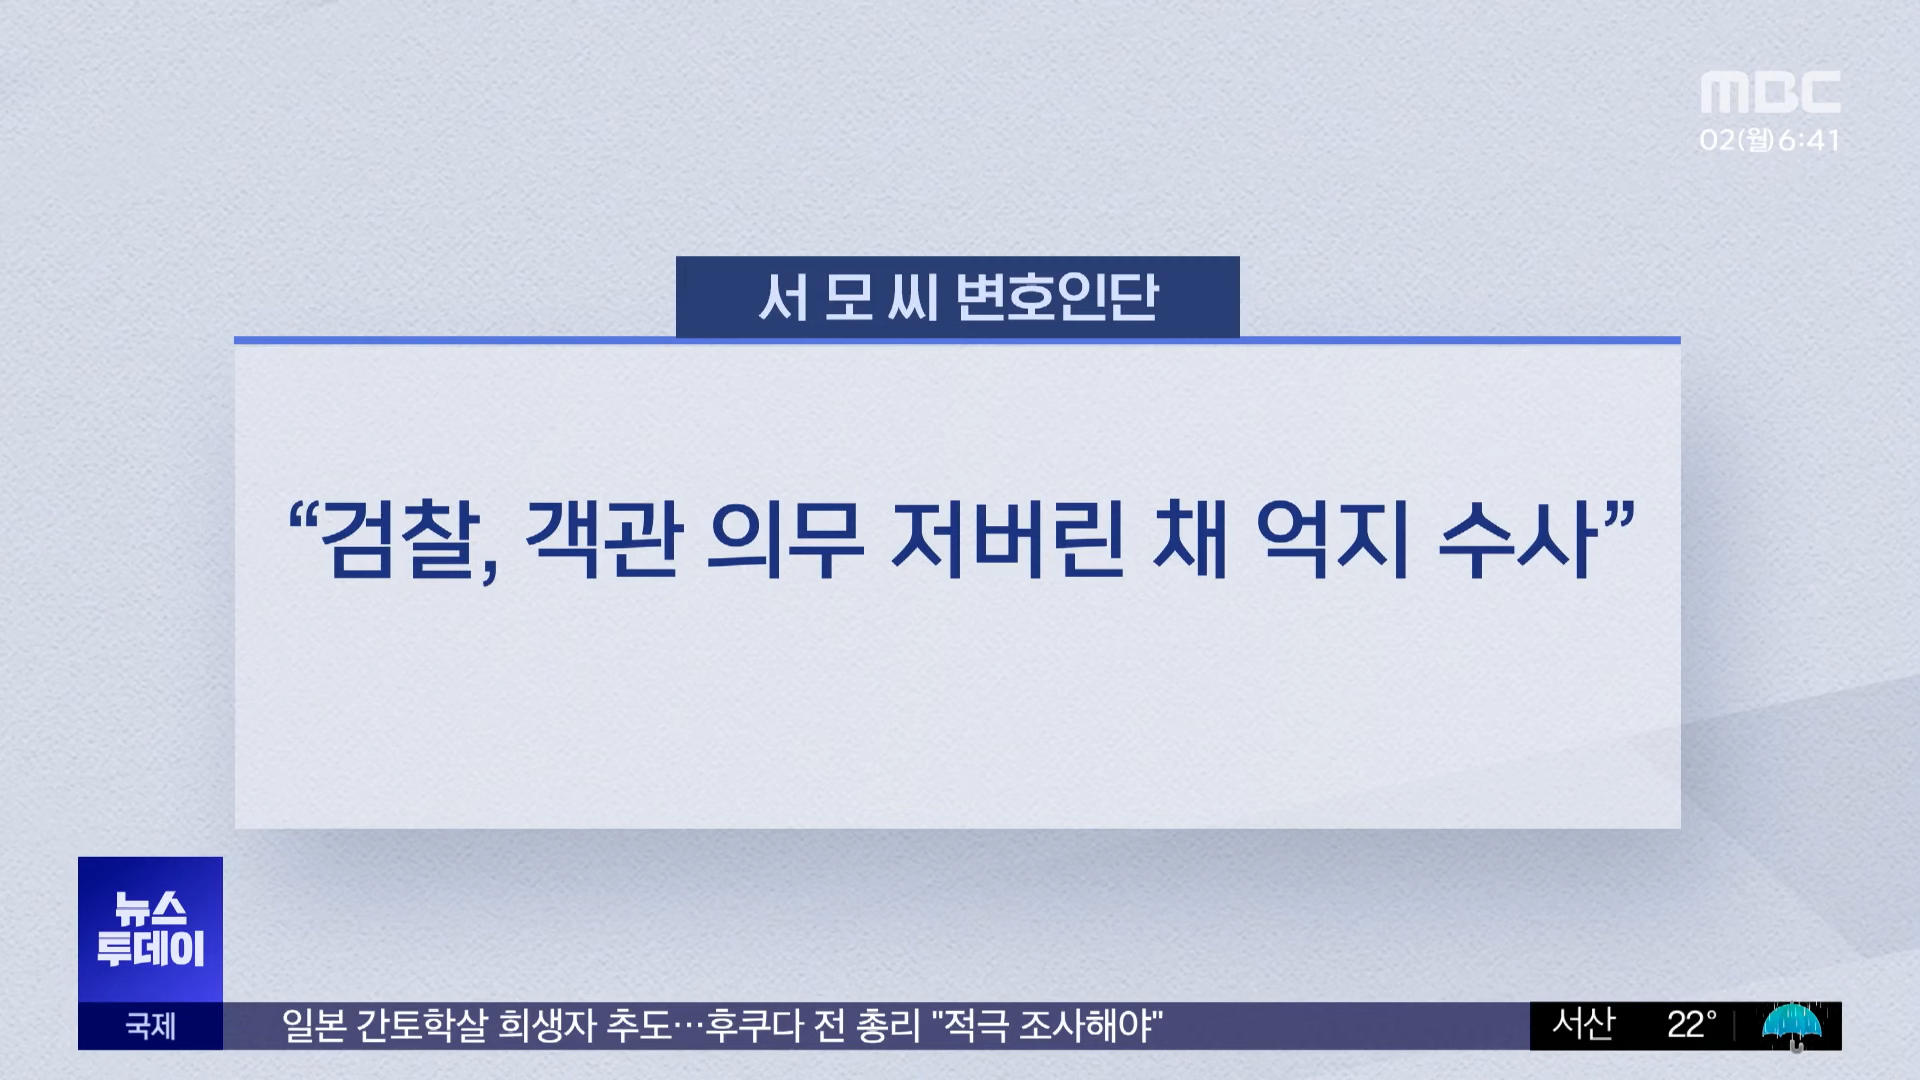 MBC
02(월) 6:41
서 모 씨 변호인단
“검찰, 객관 의무 저버린 채 억지 수사”
뉴스
투데이
국제
일본 간토학살 희생자 추도…후쿠다 전 총리 "적극 조사해야"
서산 22°